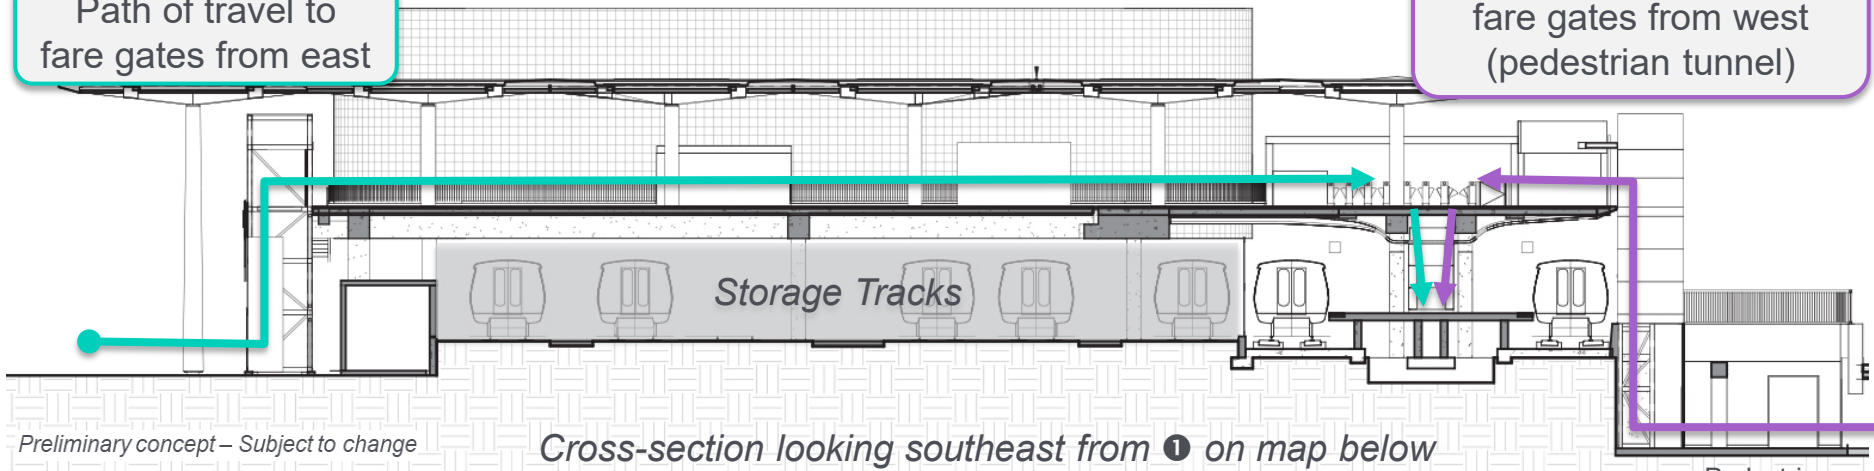 Path of travel to
fare gates from east
fare gates from west
(pedestrian tunnel)
Storage Tracks
Preliminary concept – Subject to change
Cross-section looking southeast from ❶ on map below